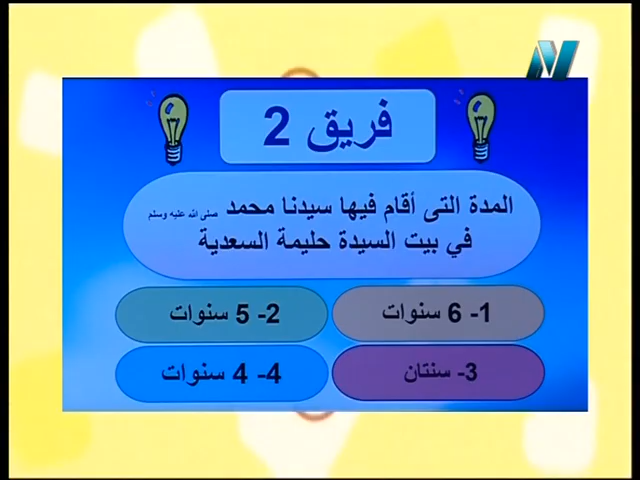 فريق 2
المدة التى أقام فيها سيدنا محمد صلى الله عليه وسلم
في بيت السيدة حليمة السعدية
1- 6 سنوات
2- 5 سنوات
3- سنتان
4- 4 سنوات